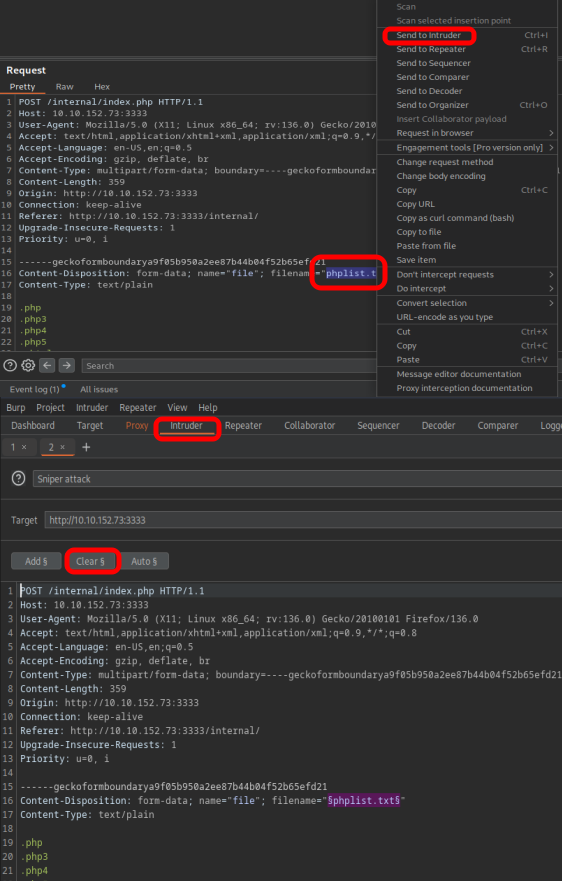 Scan
Scan selected insertion point
Send to Intruder Ctrl+I
Send to Repeater Ctrl+R
Send to Sequencer
Send to Comparer
Send to Decoder
Send to Organizer Ctrl+O
Insert Collaborator payload
Request in browser >
Engagement tools [Pro version only] >
Change request method
Change body encoding
Copy Ctrl+C
Copy URL
Copy as curl command (bash)
Copy to file
Paste from file
Save item
Don't intercept requests >
Do intercept >
Convert selection >
URL-encode as you type
Cut Ctrl+X
Copy Ctrl+C
Paste Ctrl+V
Message editor documentation
Proxy interception documentation
Request
Pretty Raw Hex
1 POST /internal/index.php HTTP/1.1
2 Host: 10.10.152.73:3333
3 User-Agent: Mozilla/5.0 (X11; Linux x86_64; rv:136.0) Gecko/2010
4 Accept: text/html,application/xhtml+xml,application/xml;q=0.9,*/
5 Accept-Language: en-US,en;q=0.5
6 Accept-Encoding: gzip, deflate, br
7 Content-Type: multipart/form-data; boundary=----geckoformboundar
8 Content-Length: 359
9 Origin: http://10.10.152.73:3333
10 Connection: keep-alive
11 Referer: http://10.10.152.73:3333/internal/
12 Upgrade-Insecure-Requests: 1
13 Priority: u=0, i
14
15 ------geckoformboundarya9f05b950a2ee87b44b04f52b65efd21
16 Content-Disposition: form-data; name="file"; filename="phplist.t
17 Content-Type: text/plain
18
19 .php
20 .php3
21 .php4
22 .php5
Search
Event log (1) All issues
Burp Project Intruder Repeater View Help
Dashboard Target Proxy Intruder Repeater Collaborator Sequencer Decoder Comparer Logge
1 × 2 × +
Sniper attack
Target http://10.10.152.73:3333
Add § Clear § Auto §
1 POST /internal/index.php HTTP/1.1
2 Host: 10.10.152.73:3333
3 User-Agent: Mozilla/5.0 (X11; Linux x86_64; rv:136.0) Gecko/20100101 Firefox/136.0
4 Accept: text/html,application/xhtml+xml,application/xml;q=0.9,*/*;q=0.8
5 Accept-Language: en-US,en;q=0.5
6 Accept-Encoding: gzip, deflate, br
7 Content-Type: multipart/form-data; boundary=----geckoformboundarya9f05b950a2ee87b44b04f52b65efd21
8 Content-Length: 359
9 Origin: http://10.10.152.73:3333
10 Connection: keep-alive
11 Referer: http://10.10.152.73:3333/internal/
12 Upgrade-Insecure-Requests: 1
13 Priority: u=0, i
14
15 ------geckoformboundarya9f05b950a2ee87b44b04f52b65efd21
16 Content-Disposition: form-data; name="file"; filename="§phplist.txt§"
17 Content-Type: text/plain
18
19 .php
20 .php3
21 .php4